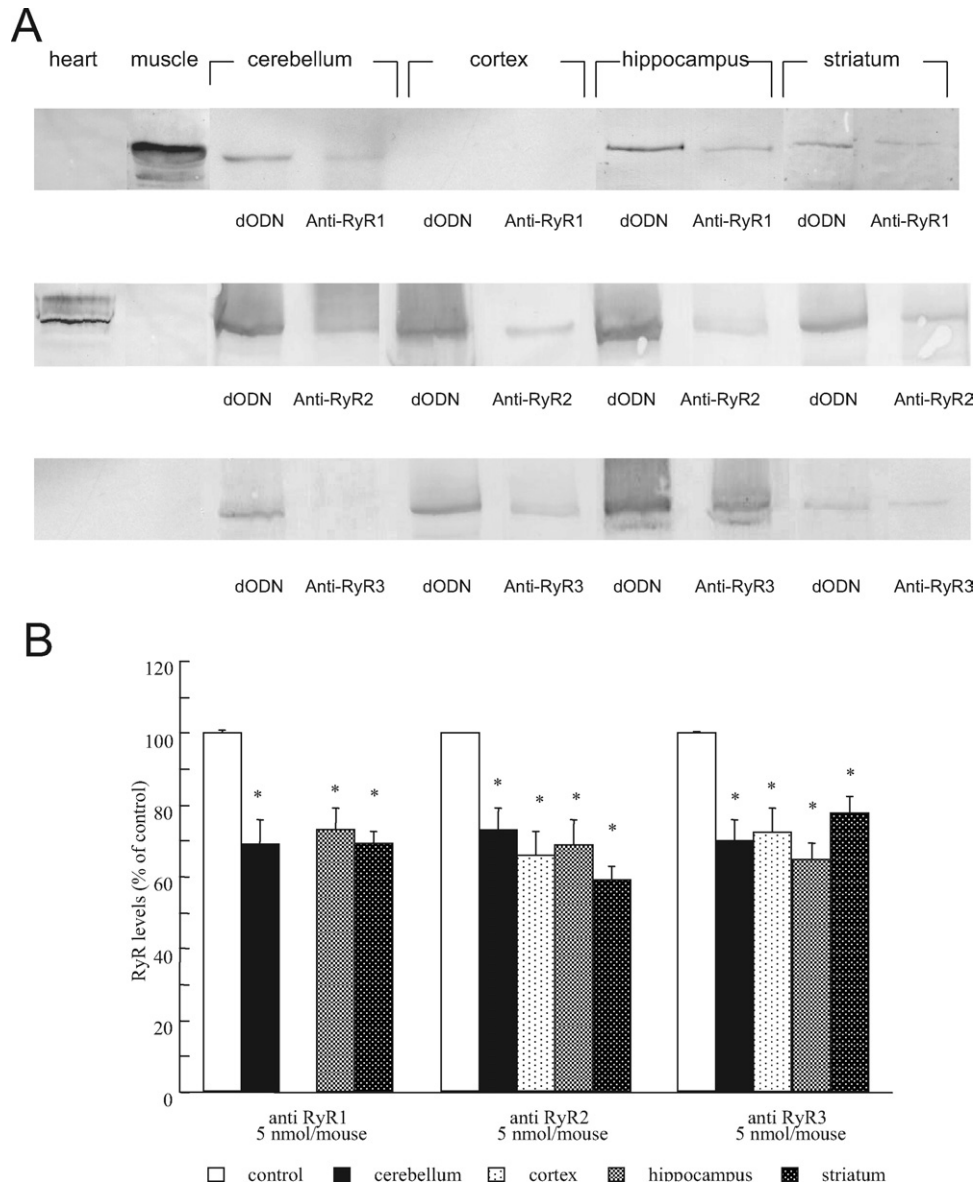 A
heart muscle cerebellum cortex hippocampus striatum
dODN Anti-RyR1 dODN Anti-RyR1 dODN Anti-RyR1 dODN Anti-RyR1
dODN Anti-RyR2 dODN Anti-RyR2 dODN Anti-RyR2 dODN Anti-RyR2
dODN Anti-RyR3 dODN Anti-RyR3 dODN Anti-RyR3 dODN Anti-RyR3
B
RyR levels (% of control)
120
100
80
60
40
20
0
* * *
* * * *
* * * *
anti RyR1 anti RyR2 anti RyR3
5 nmol/mouse 5 nmol/mouse 5 nmol/mouse
control cerebellum cortex hippocampus striatum